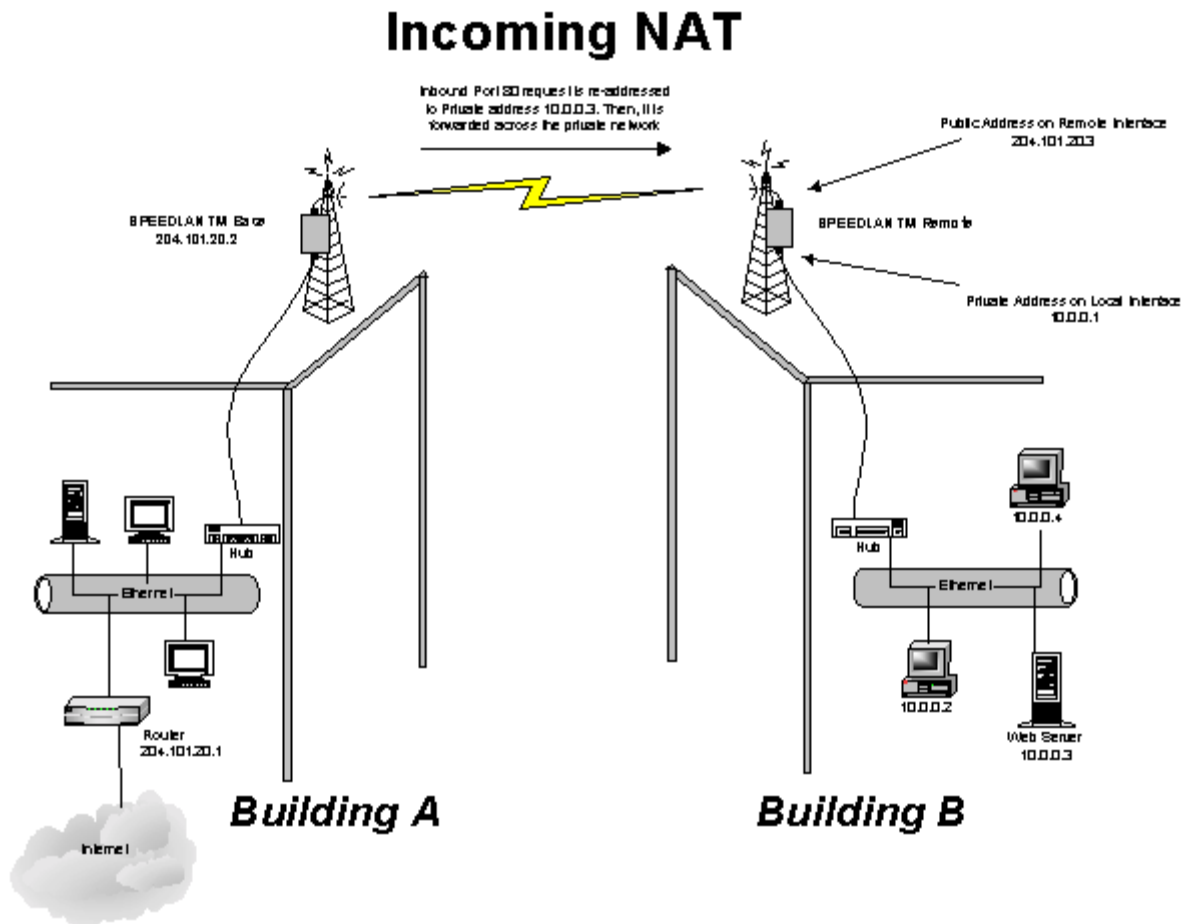 Incoming NAT
Inbound Port 80 request is re-addressed
to Private address 10.0.0.3. Then, it is
forwarded across the private network
Public Address on Remote Interface
204.101.20.3
SPEEDLAN TM Base
204.101.20.2
SPEEDLAN TM Remote
Private Address on Local Interface
10.0.0.1
10.0.0.4
Hub
Hub
Ethernet
Ethernet
10.0.0.2
Router
204.101.20.1
Web Server
10.0.0.3
Building A
Building B
Internet